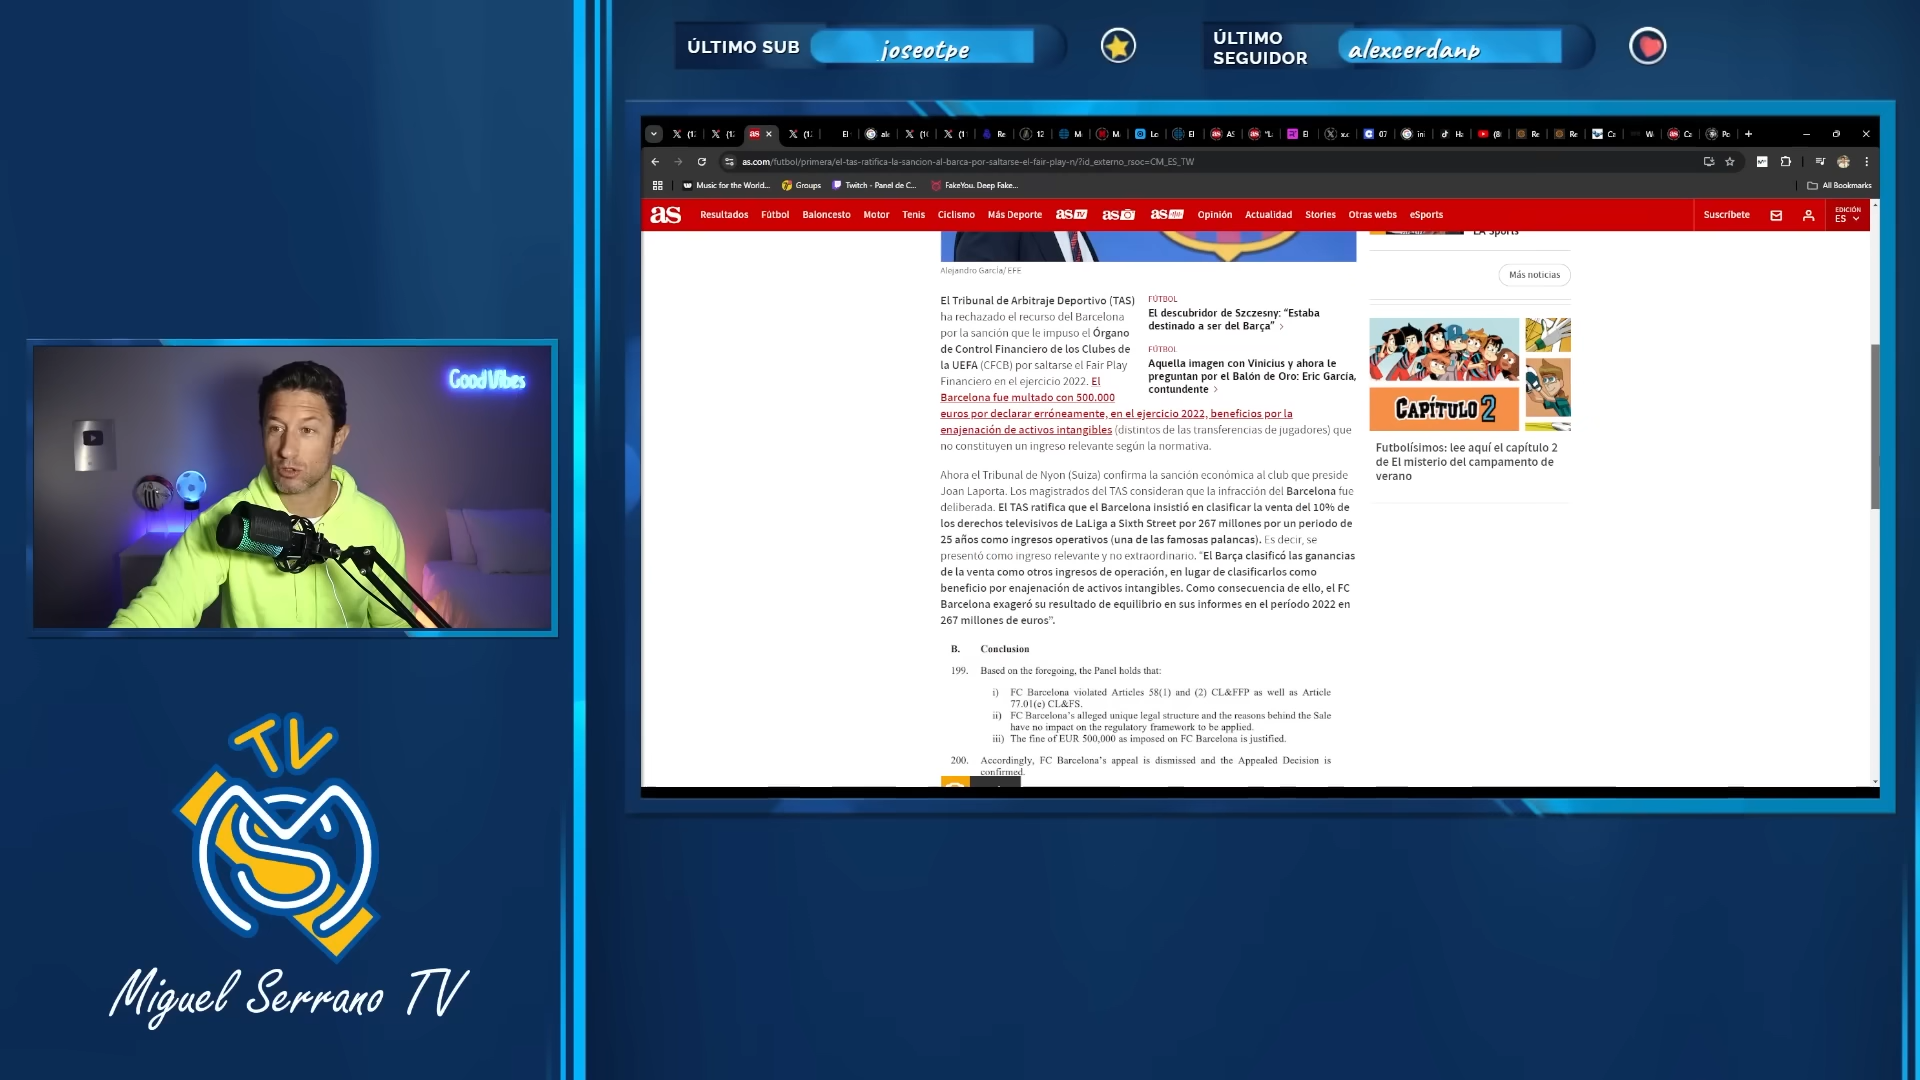 ÚLTIMO SUB
joseotpe
ÚLTIMO
SEGUIDOR
alexcerdanp
as.com/futbol/primera/el-tas-ratifica-la-sancion-al-barca-por-saltarse-el-fair-play-n/?id_externo_rsoc=CM_ES_TW
Music for the World...
Groups
Twitch - Panel de C...
FakeYou. Deep Fake...
All Bookmarks
as
Resultados
Fútbol
Baloncesto
Motor
Tenis
Ciclismo
Más Deporte
as TV
as
as
Opinión
Actualidad
Stories
Otras webs
eSports
Suscríbete
EDICIÓN
ES
EA Sports
Alejandro García/ EFE
Más noticias
El Tribunal de Arbitraje Deportivo (TAS)
ha rechazado el recurso del Barcelona
por la sanción que le impuso el Órgano
de Control Financiero de los Clubes de
la UEFA (CFCB) por saltarse el Fair Play
Financiero en el ejercicio 2022. El
Barcelona fue multado con 500.000
euros por declarar erróneamente, en el ejercicio 2022, beneficios por la
enajenación de activos intangibles (distintos de las transferencias de jugadores) que
no constituyen un ingreso relevante según la normativa.
FÚTBOL
El descubridor de Szczesny: “Estaba
destinado a ser del Barça”
FÚTBOL
Aquella imagen con Vinicius y ahora le
preguntan por el Balón de Oro: Eric García,
contundente
CAPÍTULO 2
Futbolísimos: lee aquí el capítulo 2
de El misterio del campamento de
verano
Ahora el Tribunal de Nyon (Suiza) confirma la sanción económica al club que preside
Joan Laporta. Los magistrados del TAS consideran que la infracción del Barcelona fue
deliberada. El TAS ratifica que el Barcelona insistió en clasificar la venta del 10% de
los derechos televisivos de LaLiga a Sixth Street por 267 millones por un periodo de
25 años como ingresos operativos (una de las famosas palancas). Es decir, se
presentó como ingreso relevante y no extraordinario. “El Barça clasificó las ganancias
de la venta como otros ingresos de operación, en lugar de clasificarlos como
beneficio por enajenación de activos intangibles. Como consecuencia de ello, el FC
Barcelona exageró su resultado de equilibrio en sus informes en el período 2022 en
267 millones de euros”.
B. Conclusion
199. Based on the foregoing, the Panel holds that:
i) FC Barcelona violated Articles 58(1) and (2) CL&FFP as well as Article
77.01(e) CL&FS.
ii) FC Barcelona's alleged unique legal structure and the reasons behind the Sale
have no impact on the regulatory framework to be applied.
iii) The fine of EUR 500,000 as imposed on FC Barcelona is justified.
200. Accordingly, FC Barcelona's appeal is dismissed and the Appealed Decision is
confirmed.
Good Vibes
TV
MS
Miguel Serrano TV